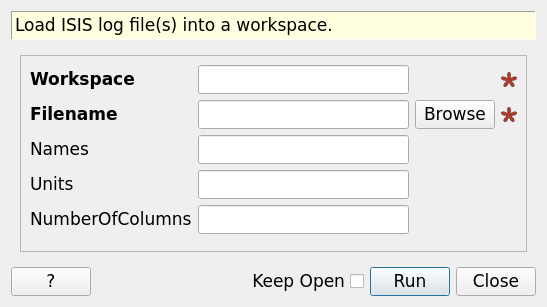 Load ISIS log file(s) into a workspace.
Workspace
Filename Browse
Names
Units
NumberOfColumns
? Keep Open Run Close